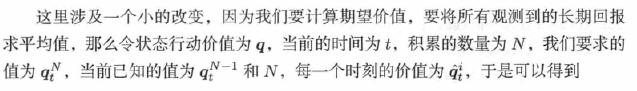 这里涉及一个小的改变，因为我们要计算期望价值，要将所有观测到的长期回报
求平均值，那么令状态行动价值为 q，当前的时间为 t，积累的数量为 N，我们要求的
值为 q_t^N，当前已知的值为 q_t^{N-1} 和 N，每一个时刻的价值为 q̂_t^i，于是可以得到